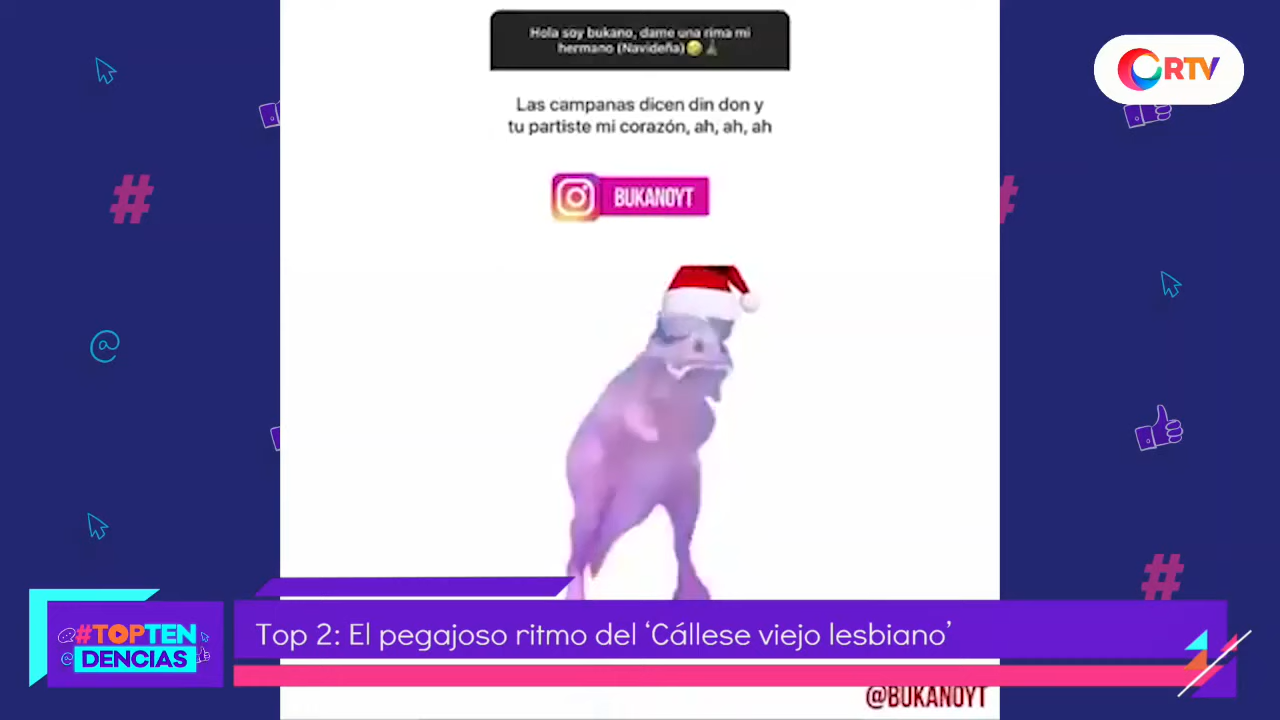 Hola soy bukano, dame una rima mi
hermano (Navideña)🤣🎄
Las campanas dicen din don y
tu partiste mi corazón, ah, ah, ah
BUKANOYT
CRTV
#TOPTEN
DENCIAS
Top 2: El pegajoso ritmo del ‘Cállese viejo lesbiano’
@BUKANOYT